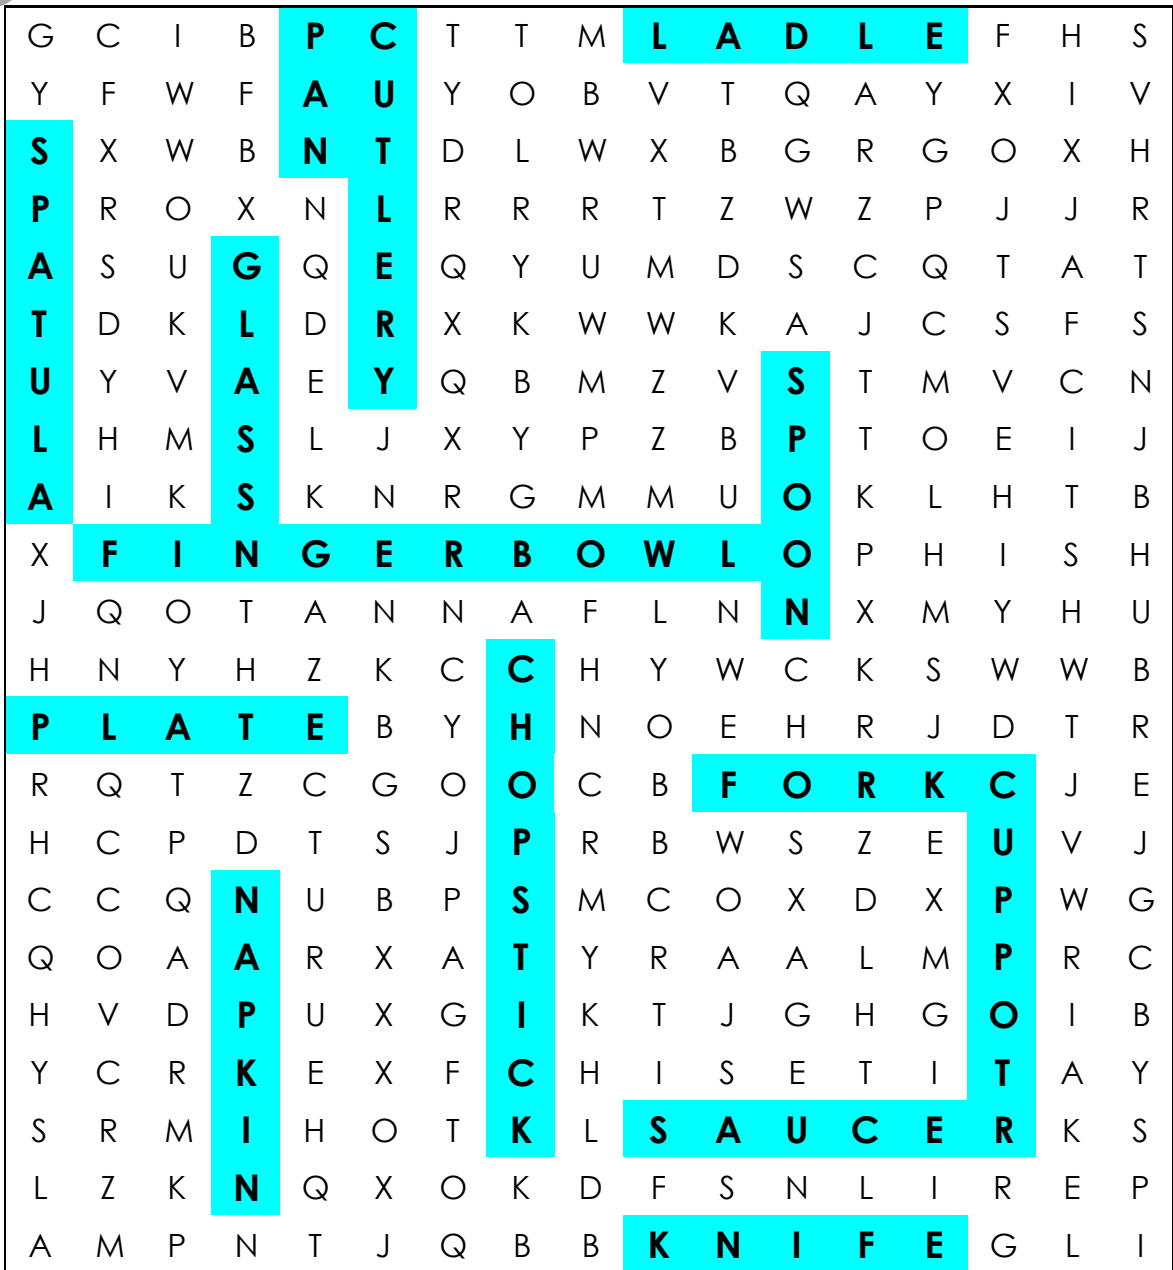 G C I B P C T T M L A D L E F H S
Y F W F A U Y O B V T Q A Y X I V
S X W B N T D L W X B G R G O X H
P R O X N L R R R T Z W Z P J J R
A S U G Q E Q Y U M D S C Q T A T
T D K L D R X K W W K A J C S F S
U Y V A E Y Q B M Z V S T M V C N
L H M S L J X Y P Z B P T O E I J
A I K S K N R G M M U O K L H T B
X F I N G E R B O W L O P H I S H
J Q O T A N N A F L N N X M Y H U
H N Y H Z K C C H Y W C K S W W B
P L A T E B Y H N O E H R J D T R
R Q T Z C G O O C B F O R K C J E
H C P D T S J P R B W S Z E U V J
C C Q N U B P S M C O X D X P W G
Q O A A R X A T Y R A A L M P R C
H V D P U X G I K T J G H G O I B
Y C R K E X F C H I S E T I T A Y
S R M I H O T K L S A U C E R K S
L Z K N Q X O K D F S N L I R E P
A M P N T J Q B B K N I F E G L I